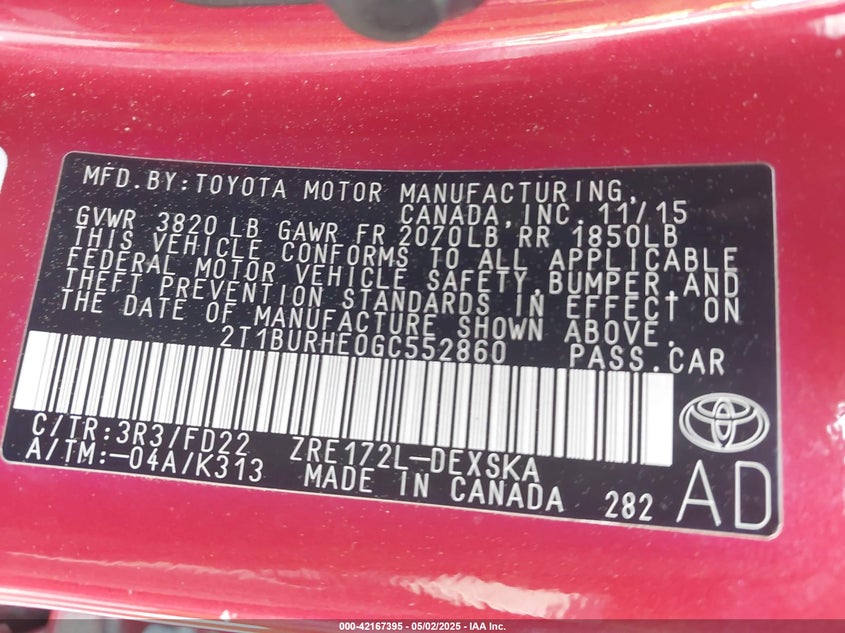 MFD.BY:TOYOTA MOTOR MANUFACTURING,
CANADA,INC. 11/15
GVWR 3820 LB GAWR FR 2070LB RR 1850LB
THIS VEHICLE CONFORMS TO ALL APPLICABLE
FEDERAL MOTOR VEHICLE SAFETY,BUMPER,AND
THEFT PREVENTION STANDARDS IN EFFECT ON
THE DATE OF MANUFACTURE SHOWN ABOVE.
2T1BURHE0GC552860 PASS.CAR
C/TR:3R3/FD22 ZRE172L-DEXSKA
A/TM:-04A/K313 MADE IN CANADA 282 AD
000-42167395 - 05/02/2025 - IAA Inc.